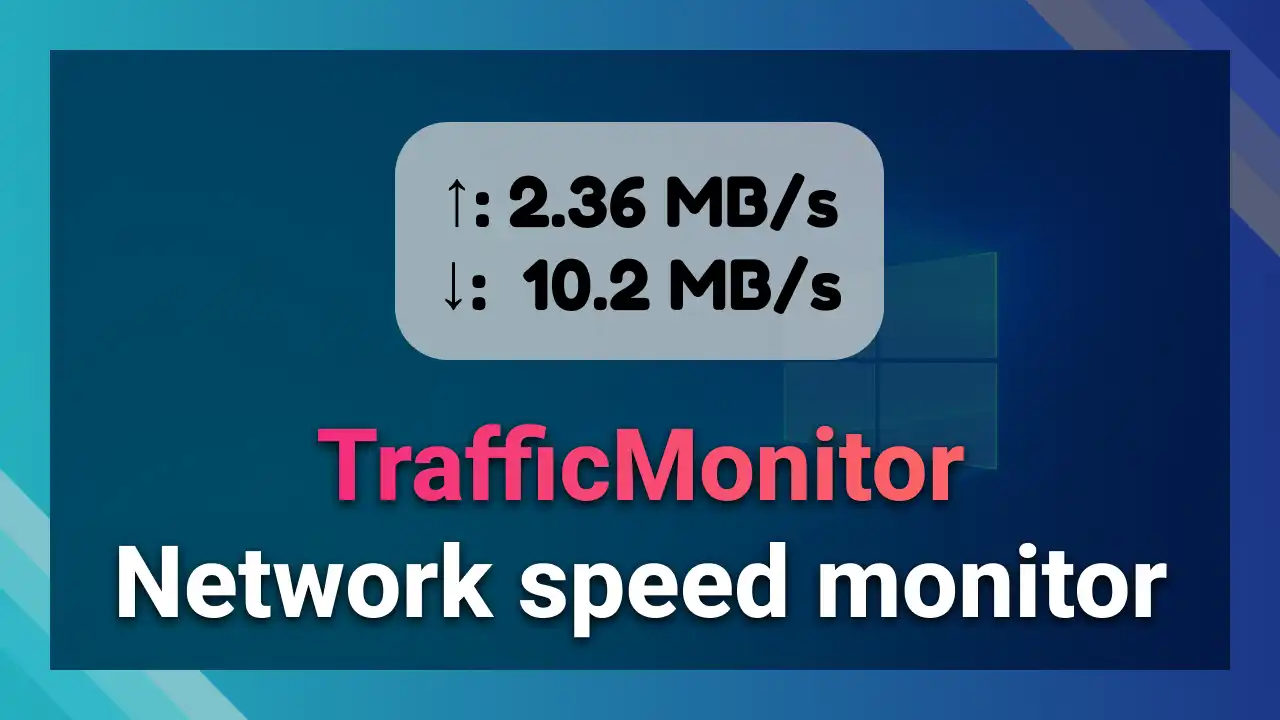 ↑: 2.36 MB/s
↓: 10.2 MB/s
TrafficMonitor
Network speed monitor